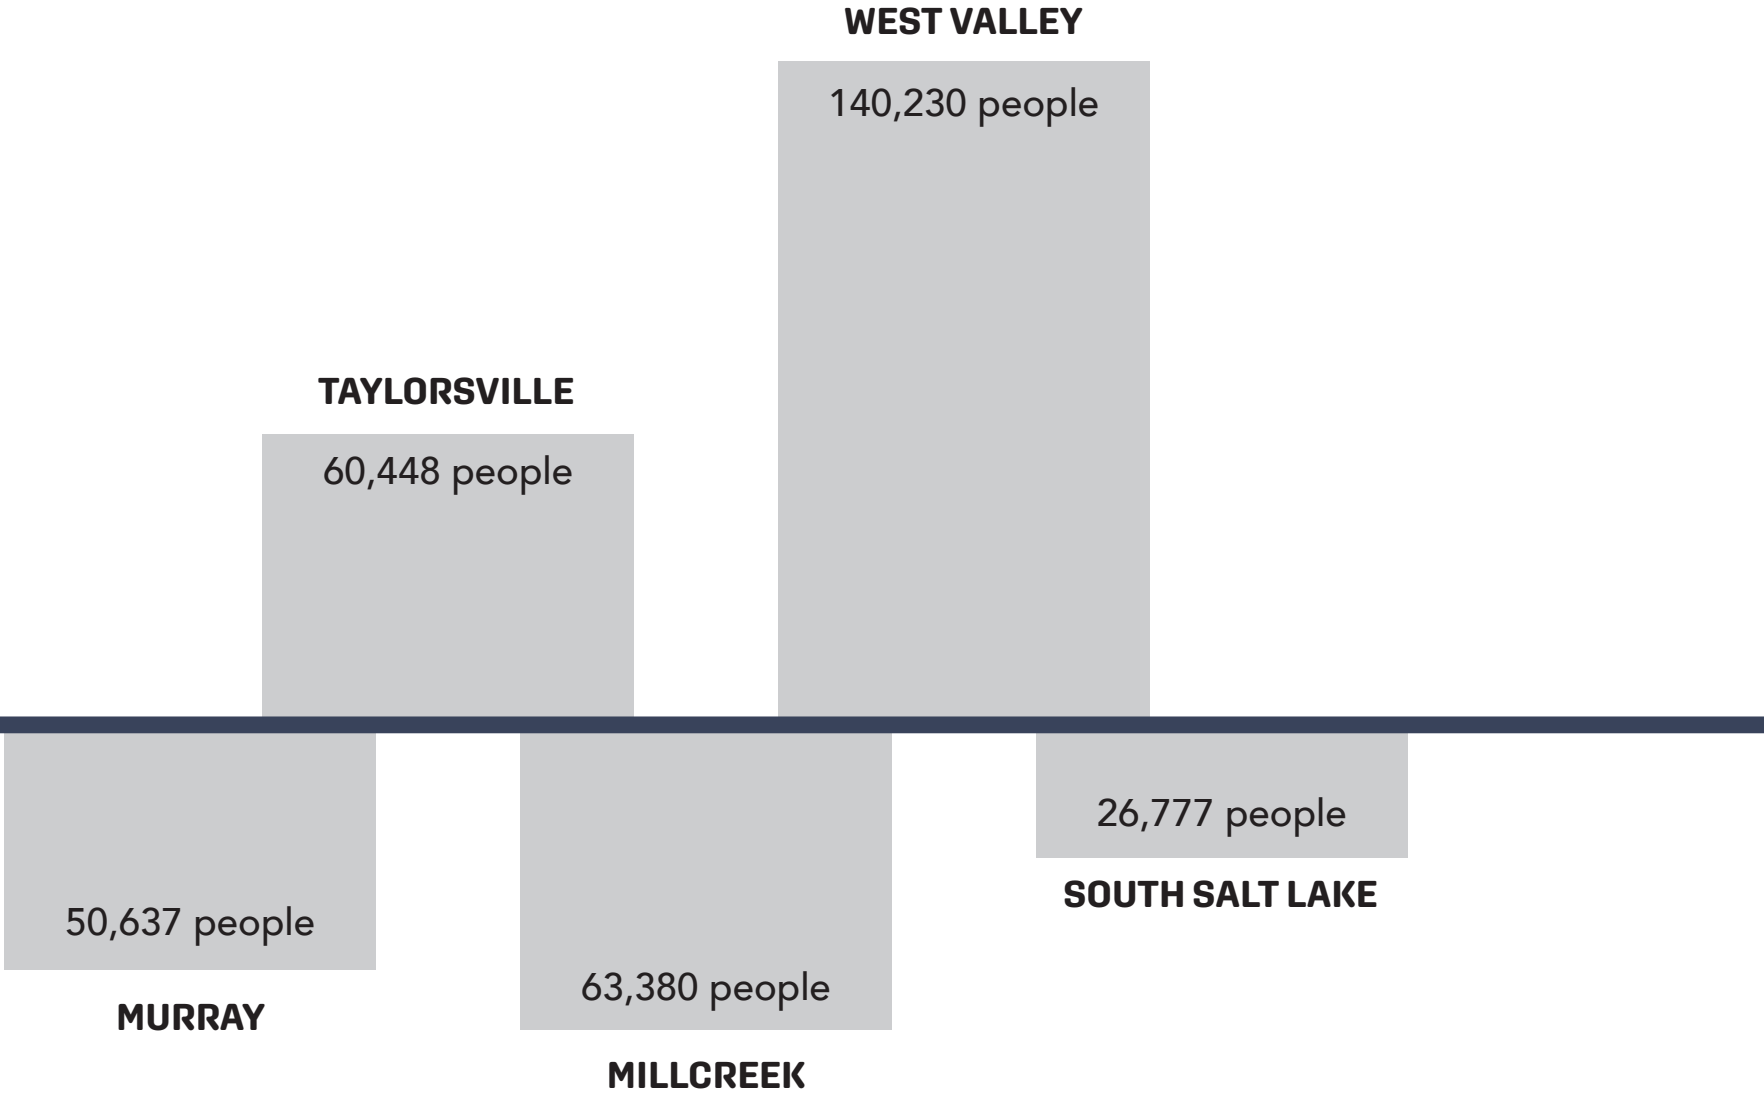 WEST VALLEY
140,230 people
TAYLORSVILLE
60,448 people
26,777 people
SOUTH SALT LAKE
50,637 people
MURRAY
63,380 people
MILLCREEK